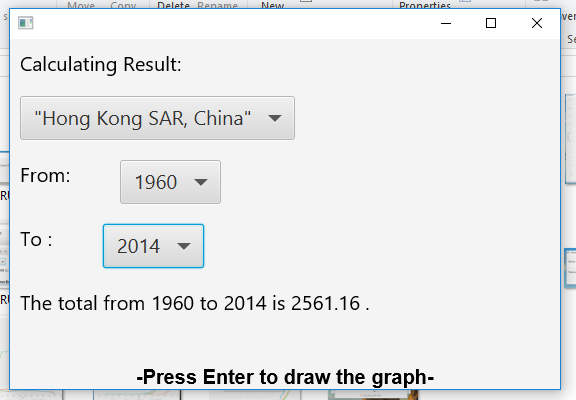 Move Copy Delete Rename New Properties
Calculating Result:
"Hong Kong SAR, China"
From: 1960
To : 2014
The total from 1960 to 2014 is 2561.16 .
-Press Enter to draw the graph-